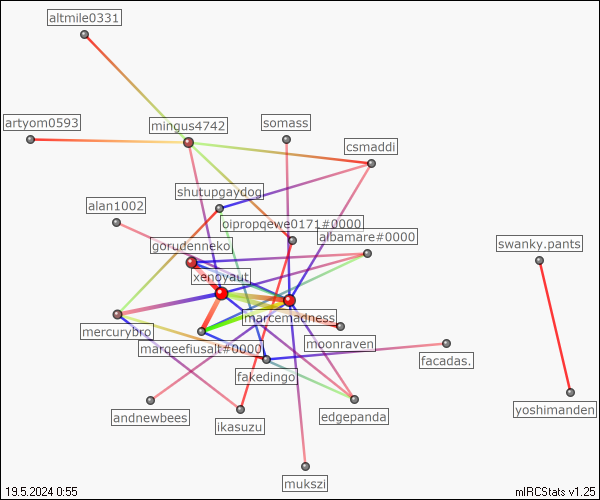 altmile0331
artyom0593
mingus4742
somass
csmaddi
shutupgaydog
alan1002
oipropqewe0171#0000
albamare#0000
gorudenneko
swanky.pants
xenoyaut
marcemadness
mercurybro
moonraven
marqeefiusalt#0000
facadas.
fakedingo
andnewbees
edgepanda
yoshimanden
ikasuzu
mukszi
19.5.2024 0:55
mIRCStats v1.25